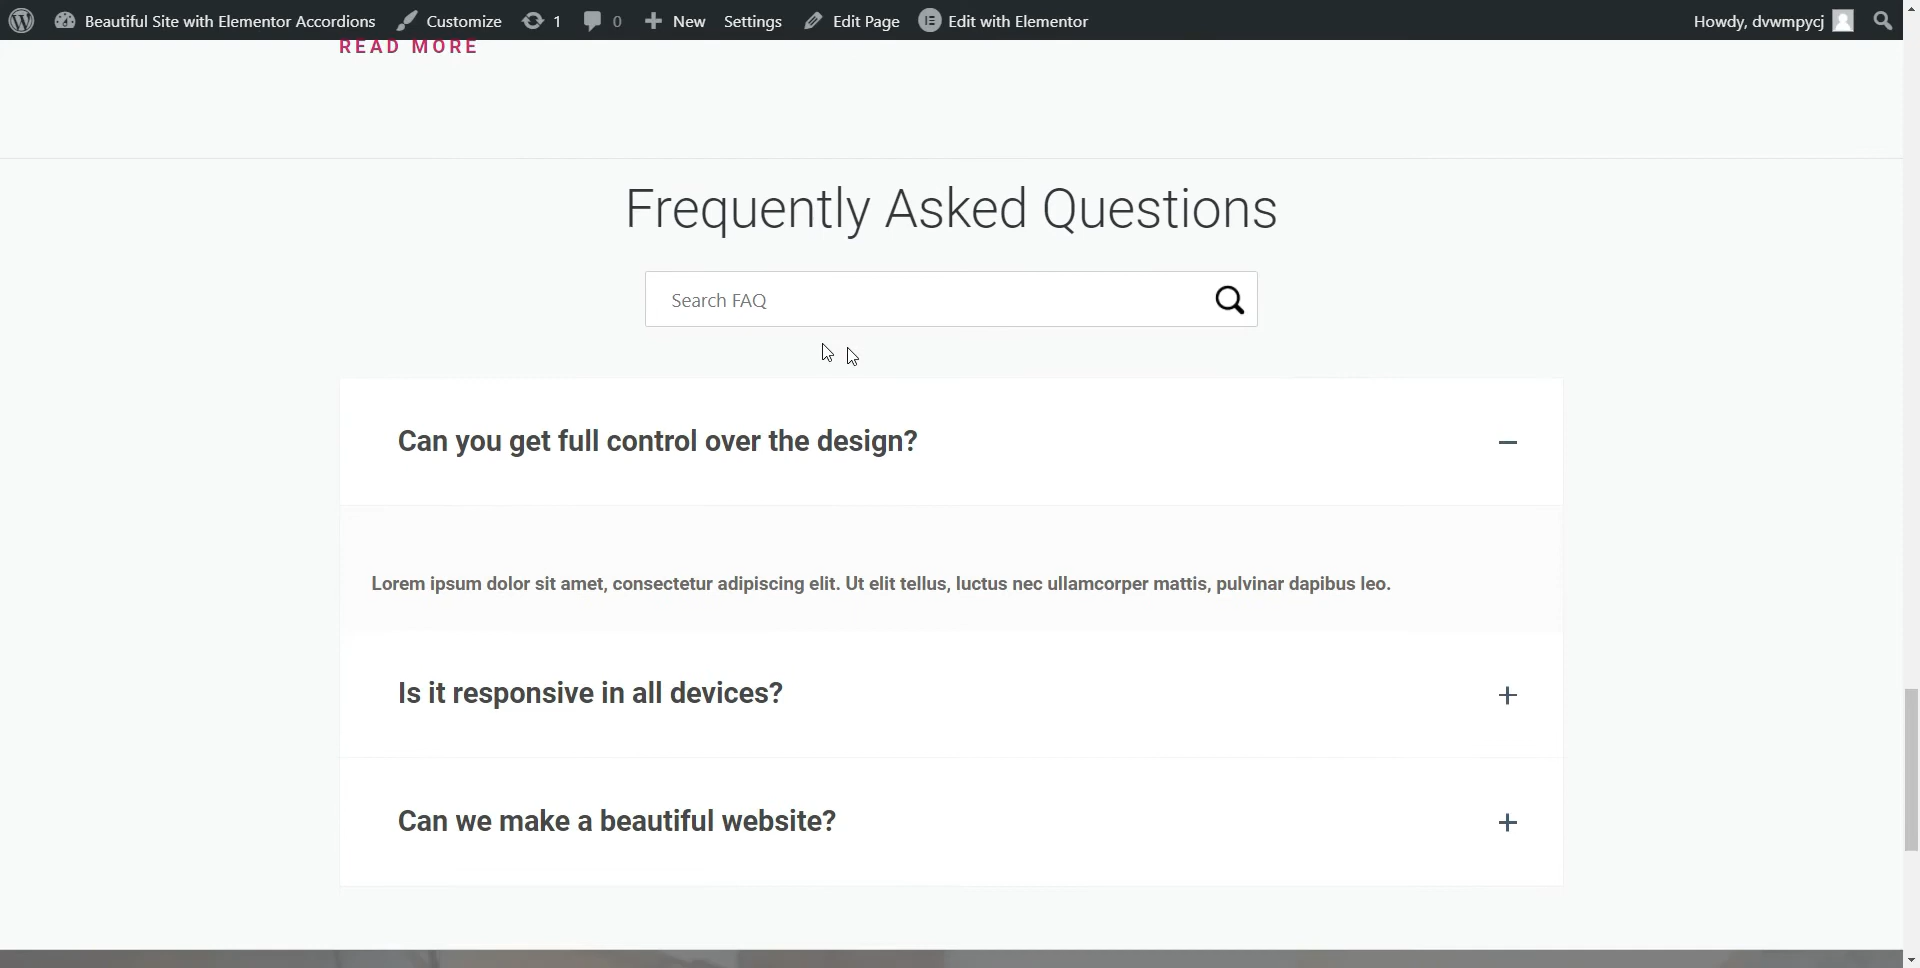 Beautiful Site with Elementor Accordions Customize 1 0 New Settings Edit Page Edit with Elementor Howdy, dvwmpycj
READ MORE
Frequently Asked Questions
Search FAQ
Can you get full control over the design?
Lorem ipsum dolor sit amet, consectetur adipiscing elit. Ut elit tellus, luctus nec ullamcorper mattis, pulvinar dapibus leo.
Is it responsive in all devices?
Can we make a beautiful website?